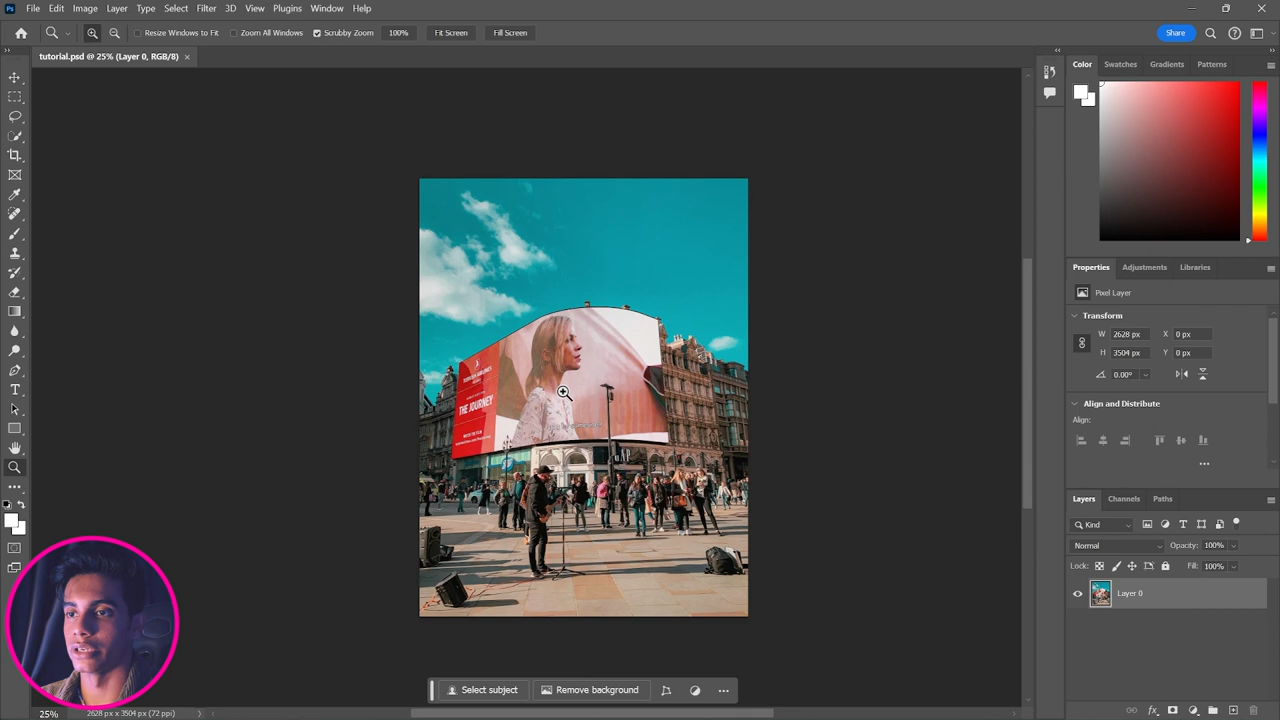 File Edit Image Layer Type Select Filter 3D View Plugins Window Help
Resize Windows to Fit Zoom All Windows Scrubby Zoom 100% Fit Screen Fill Screen Share
tutorial.psd @ 25% (Layer 0, RGB/8)
Color Swatches Gradients Patterns
Properties Adjustments Libraries
Pixel Layer
Transform
W 2628 px X 0 px
H 3504 px Y 0 px
0.00°
Align and Distribute
Align:
THE JOURNEY
Layers Channels Paths
Kind
Normal Opacity: 100%
Lock: Fill: 100%
Layer 0
Select subject Remove background
25% 2628 px x 3504 px (72 ppi)